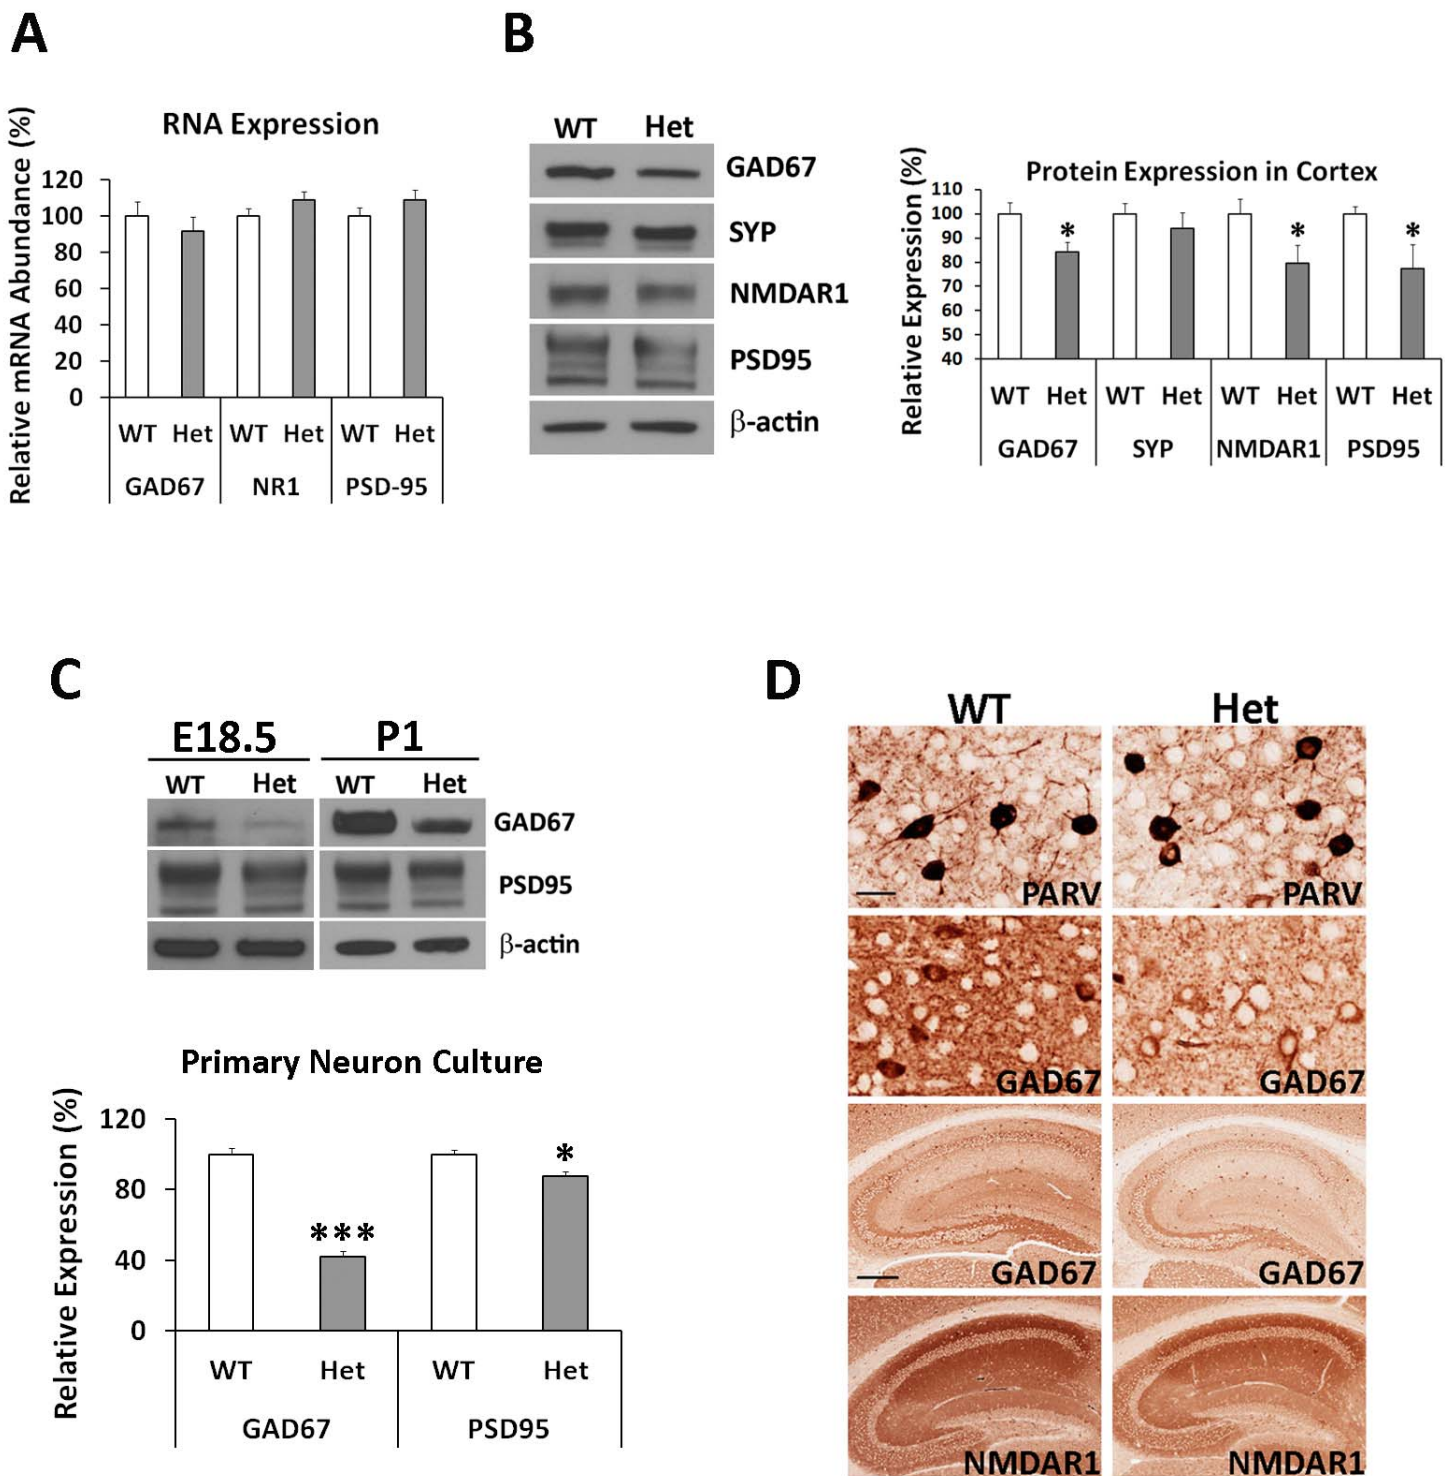 A
RNA Expression
Relative mRNA Abundance (%)
120
100
80
60
40
20
0
WT Het WT Het WT Het
GAD67 NR1 PSD-95
B
WT Het
GAD67
SYP
NMDAR1
PSD95
β-actin
Protein Expression in Cortex
Relative Expression (%)
110
100
90
80
70
60
50
40
* * *
WT Het WT Het WT Het WT Het
GAD67 SYP NMDAR1 PSD95
C
E18.5 P1
WT Het WT Het
GAD67
PSD95
β-actin
Primary Neuron Culture
Relative Expression (%)
120
80
40
0
*** *
WT Het WT Het
GAD67 PSD95
D
WT Het
PARV PARV
GAD67 GAD67
GAD67 GAD67
NMDAR1 NMDAR1